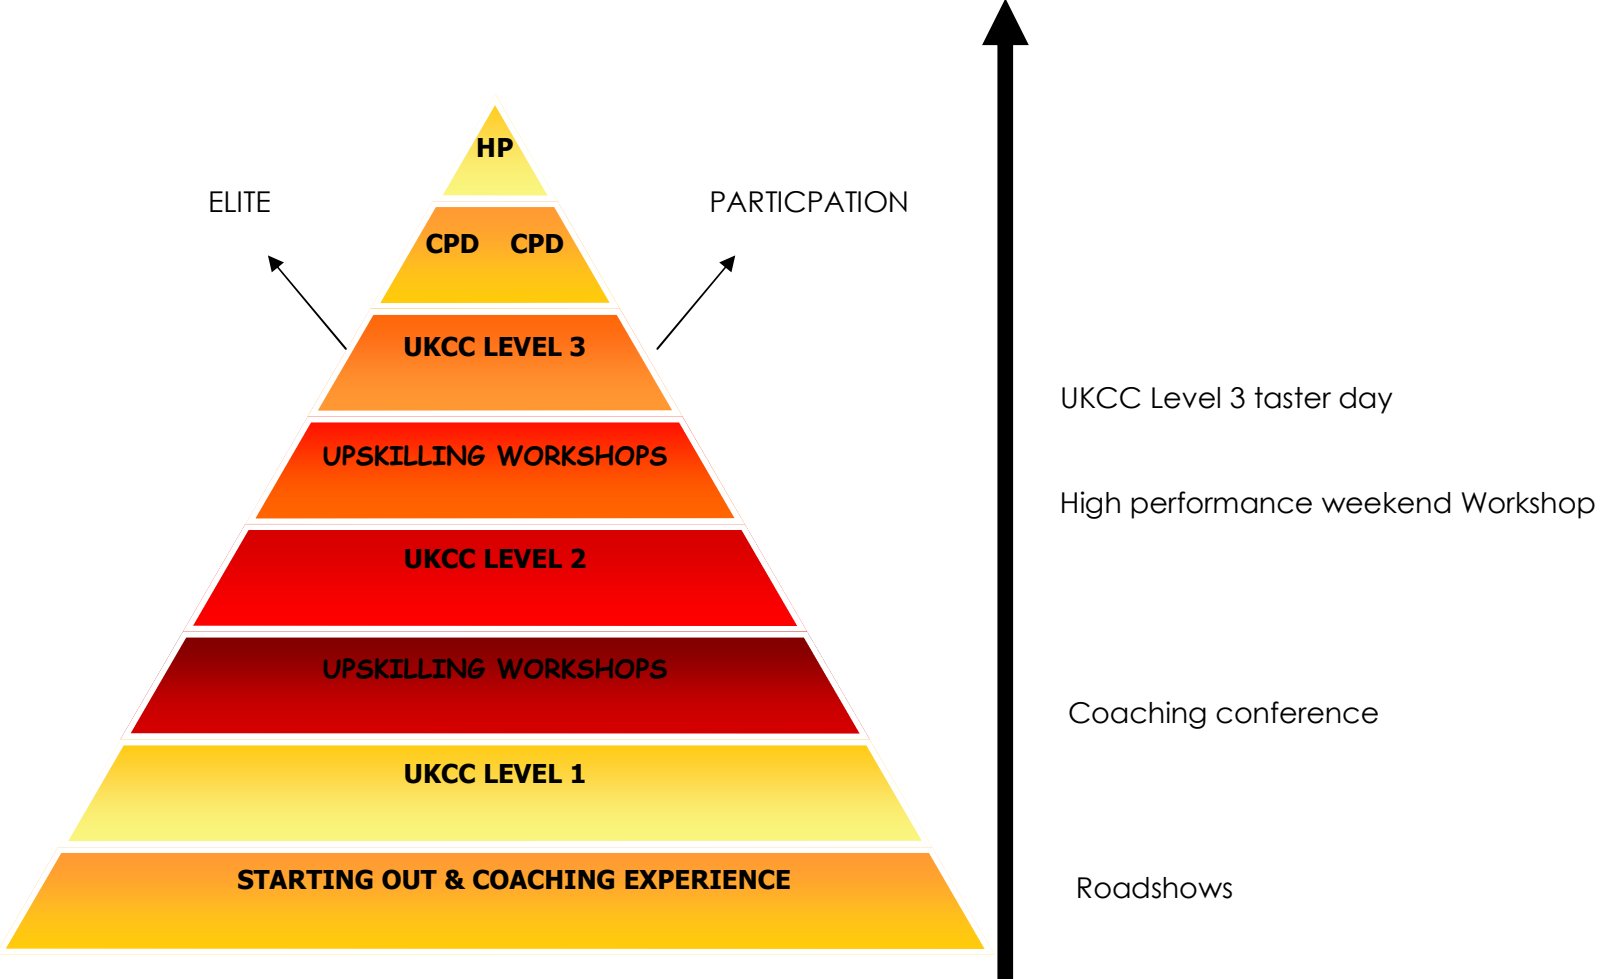 HP
ELITE
PARTICPATION
CPD CPD
UKCC LEVEL 3
UKCC Level 3 taster day
UPSKILLING WORKSHOPS
High performance weekend Workshop
UKCC LEVEL 2
UPSKILLING WORKSHOPS
Coaching conference
UKCC LEVEL 1
STARTING OUT & COACHING EXPERIENCE
Roadshows